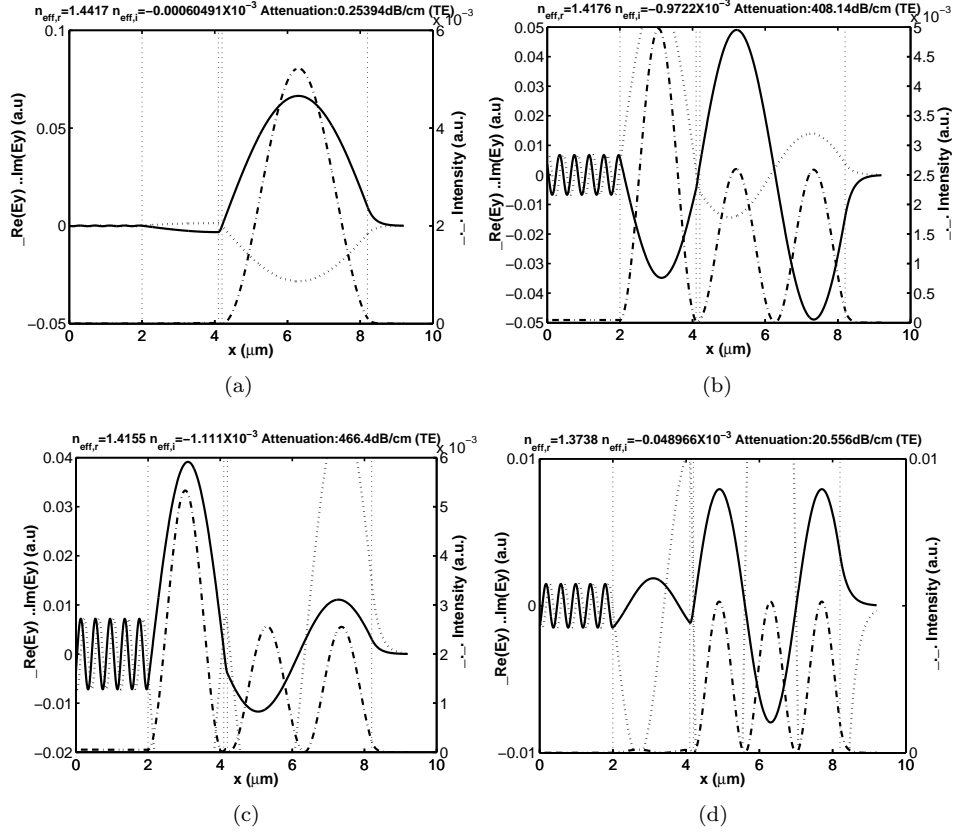 n_eff,r=1.4417 n_eff,i=−0.00060491X10^−3 Attenuation:0.25394dB/cm (TE)
x 10^−3
0.1
0.05
0
−0.05
_Re(Ey) ..Im(Ey) (a.u)
6
4
2
0
_._. Intensity (a.u.)
0 2 4 6 8 10
x (μm)
(a)
n_eff,r=1.4176 n_eff,i=−0.9722X10^−3 Attenuation:408.14dB/cm (TE)
x 10^−3
0.05
0.04
0.03
0.02
0.01
0
−0.01
−0.02
−0.03
−0.04
−0.05
_Re(Ey) ..Im(Ey) (a.u)
5
4.5
4
3.5
3
2.5
2
1.5
1
0.5
0
_._. Intensity (a.u.)
0 2 4 6 8 10
x (μm)
(b)
n_eff,r=1.4155 n_eff,i=−1.111X10^−3 Attenuation:466.4dB/cm (TE)
x 10^−3
0.04
0.03
0.02
0.01
0
−0.01
−0.02
_Re(Ey) ..Im(Ey) (a.u)
6
5
4
3
2
1
0
_._. Intensity (a.u.)
0 2 4 6 8 10
x (μm)
(c)
n_eff,r=1.3738 n_eff,i=−0.048966X10^−3 Attenuation:20.556dB/cm (TE)
0.01
0
−0.01
_Re(Ey) ..Im(Ey) (a.u)
0.01
0
_._. Intensity (a.u.)
0 2 4 6 8 10
x (μm)
(d)